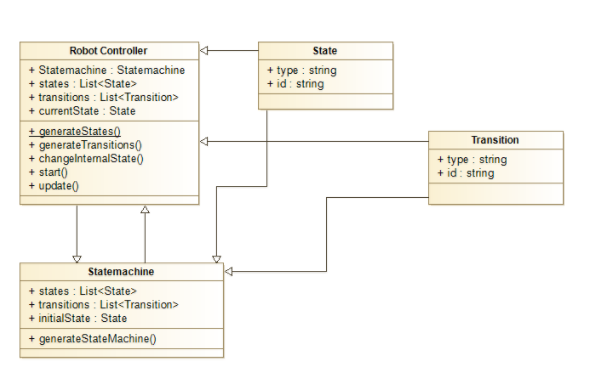 Robot Controller
+ Statemachine : Statemachine
+ states : List<State>
+ transitions : List<Transition>
+ currentState : State
+ generateStates()
+ generateTransitions()
+ changeInternalState()
+ start()
+ update()
State
+ type : string
+ id : string
Transition
+ type : string
+ id : string
Statemachine
+ states : List<State>
+ transitions : List<Transition>
+ initialState : State
+ generateStateMachine()